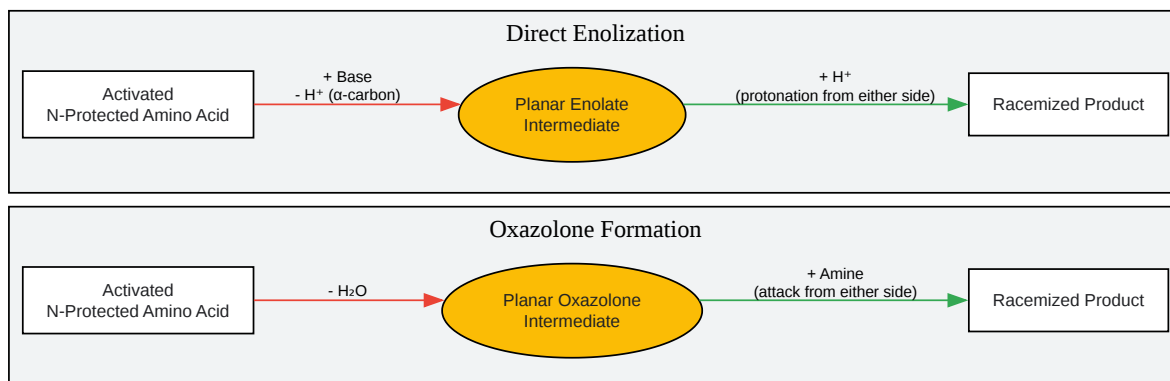 Direct Enolization
Activated
N-Protected Amino Acid
+ Base
- H⁺ (α-carbon)
Planar Enolate
Intermediate
+ H⁺
(protonation from either side)
Racemized Product
Oxazolone Formation
Activated
N-Protected Amino Acid
- H₂O
Planar Oxazolone
Intermediate
+ Amine
(attack from either side)
Racemized Product